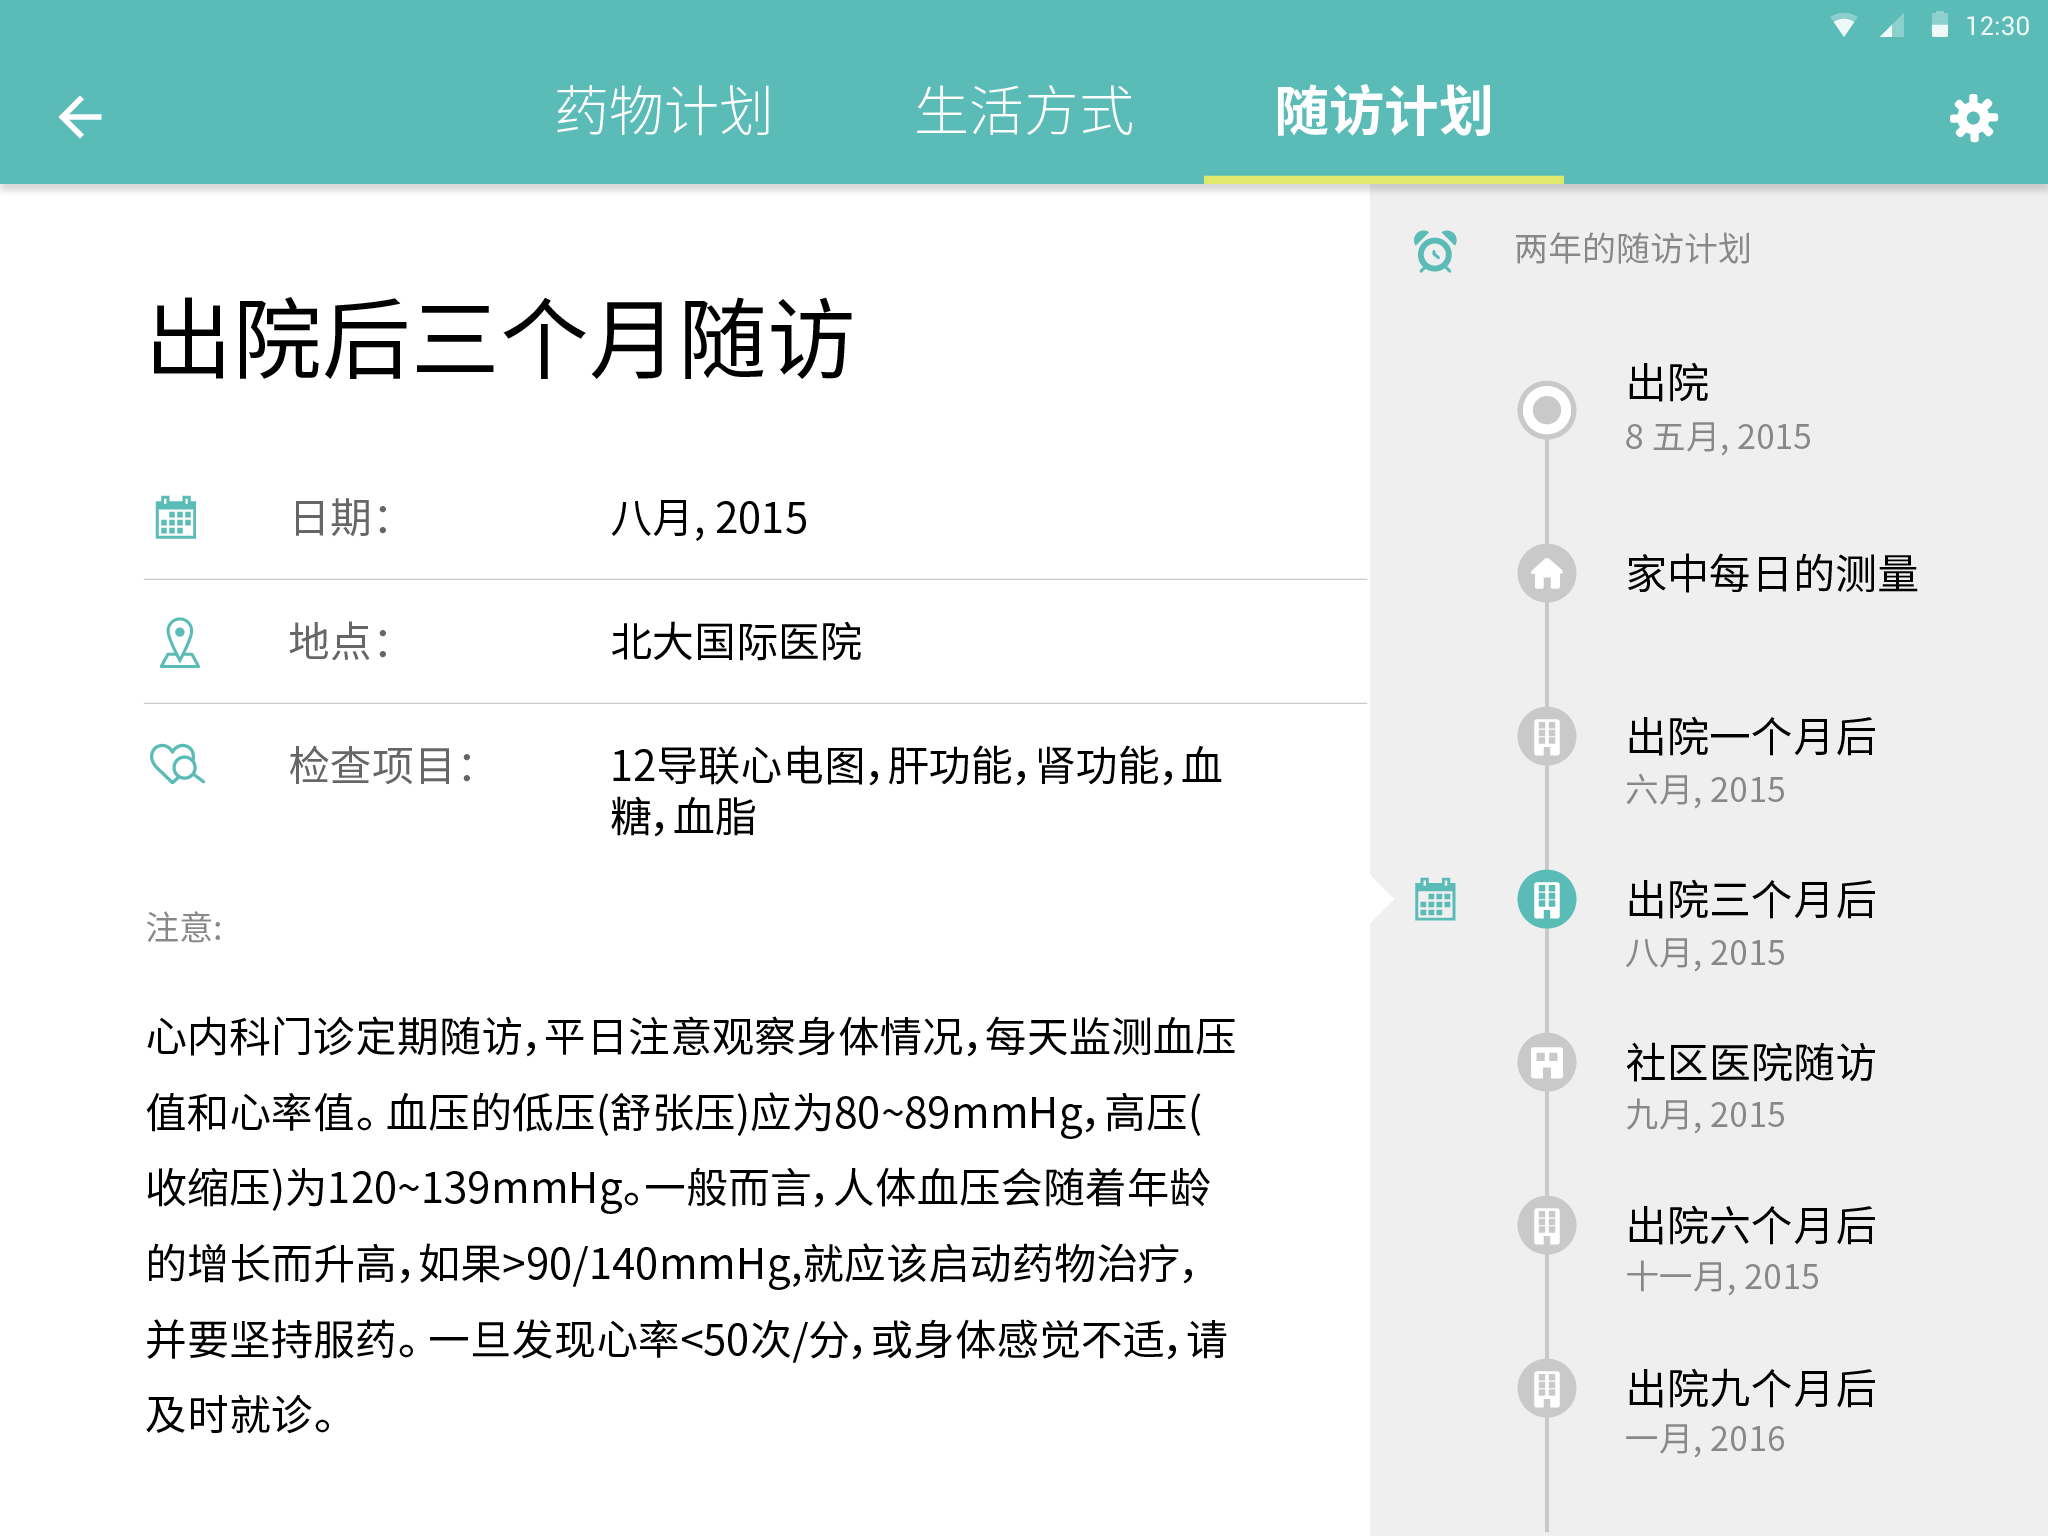 12:30
药物计划
生活方式
随访计划
出院后三个月随访
日期：
八月, 2015
地点：
北大国际医院
检查项目：
12导联心电图，肝功能，肾功能，血
糖，血脂
注意:
心内科门诊定期随访，平日注意观察身体情况，每天监测血压
值和心率值。血压的低压(舒张压)应为80~89mmHg，高压(
收缩压)为120~139mmHg。一般而言，人体血压会随着年龄
的增长而升高，如果>90/140mmHg,就应该启动药物治疗，
并要坚持服药。一旦发现心率<50次/分，或身体感觉不适，请
及时就诊。
两年的随访计划
出院
8 五月, 2015
家中每日的测量
出院一个月后
六月, 2015
出院三个月后
八月, 2015
社区医院随访
九月, 2015
出院六个月后
十一月, 2015
出院九个月后
一月, 2016